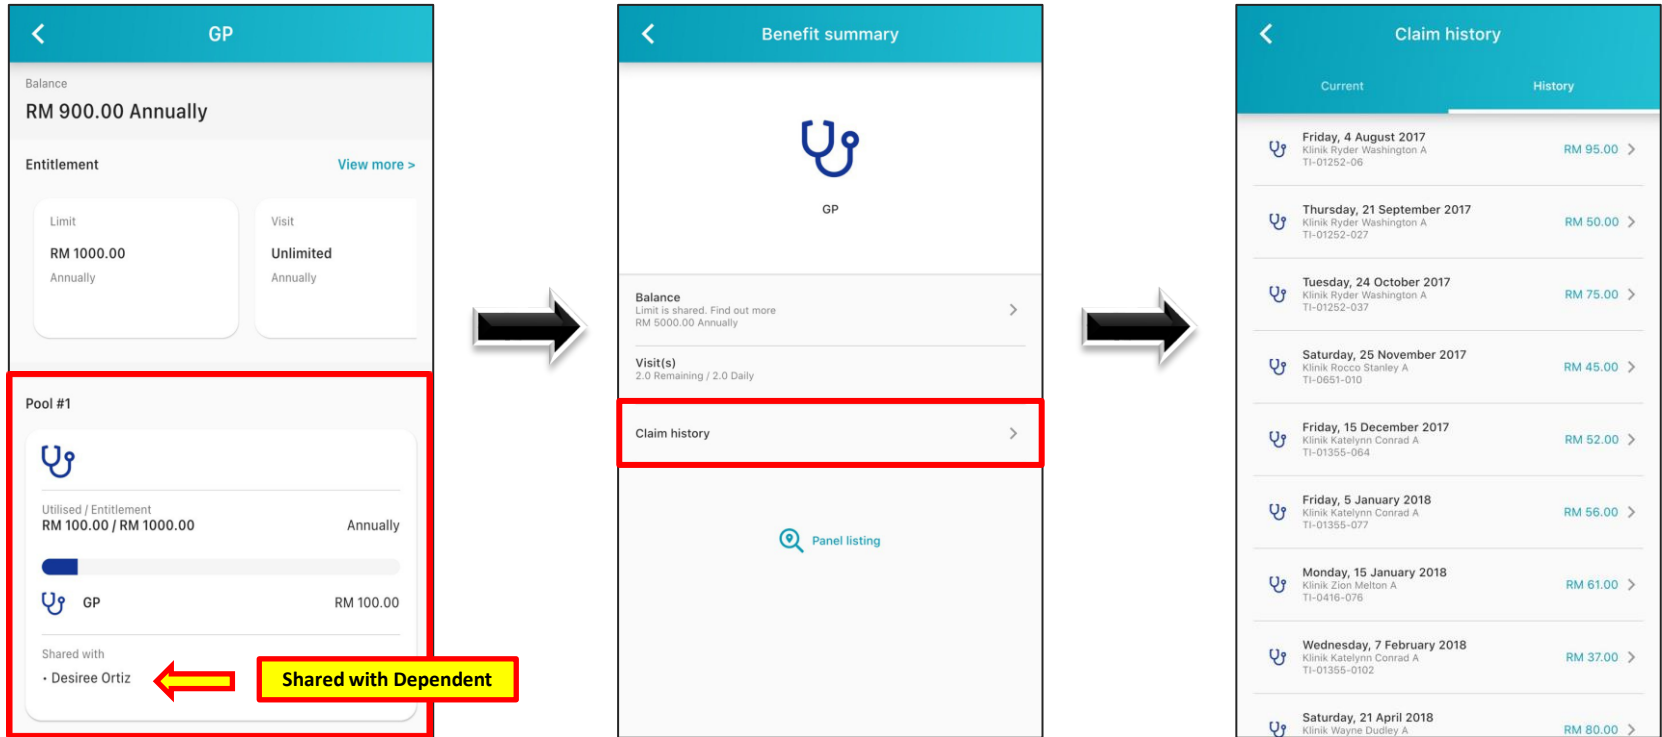 GP
Balance
RM 900.00 Annually
Entitlement
View more >
Limit
RM 1000.00
Annually
Visit
Unlimited
Annually
Pool #1
Utilised / Entitlement
RM 100.00 / RM 1000.00
Annually
GP
RM 100.00
Shared with
• Desiree Ortiz
Shared with Dependent
Benefit summary
GP
Balance
Limit is shared. Find out more
RM 5000.00 Annually
Visit(s)
2.0 Remaining / 2.0 Daily
Claim history
Panel listing
Claim history
Current
History
Friday, 4 August 2017
Klinik Ryder Washington A
TI-01252-06
RM 95.00
Thursday, 21 September 2017
Klinik Ryder Washington A
TI-01252-027
RM 50.00
Tuesday, 24 October 2017
Klinik Ryder Washington A
TI-01252-037
RM 75.00
Saturday, 25 November 2017
Klinik Rocco Stanley A
TI-0651-010
RM 45.00
Friday, 15 December 2017
Klinik Katelynn Conrad A
TI-01355-064
RM 52.00
Friday, 5 January 2018
Klinik Katelynn Conrad A
TI-01355-077
RM 56.00
Monday, 15 January 2018
Klinik Zion Melton A
TI-0416-076
RM 61.00
Wednesday, 7 February 2018
Klinik Katelynn Conrad A
TI-01355-0102
RM 37.00
Saturday, 21 April 2018
Klinik Wayne Dudley A
RM 80.00